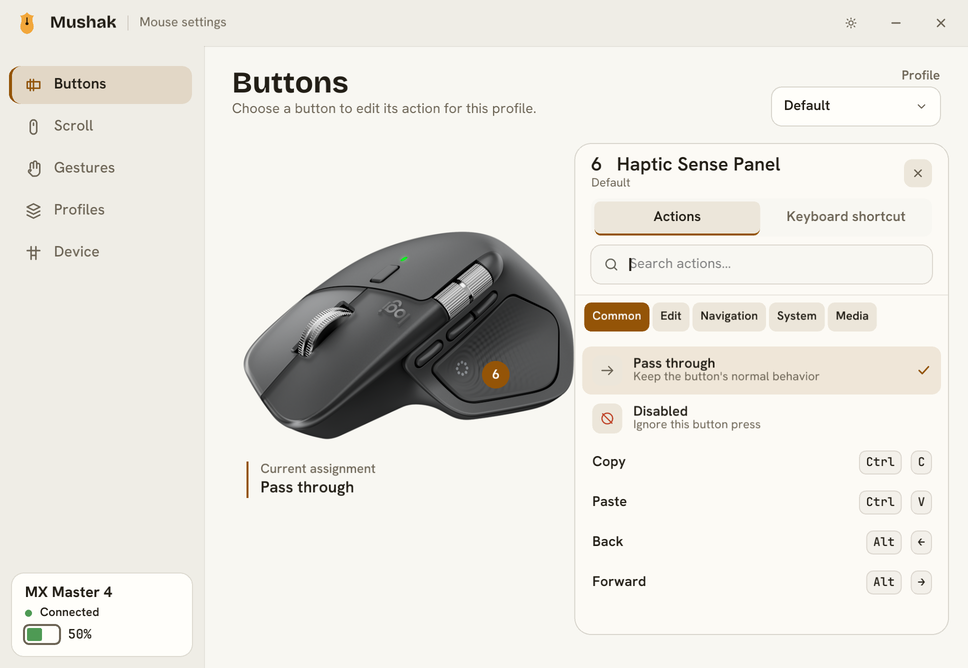 Mushak
Mouse settings
Buttons
Scroll
Gestures
Profiles
Device
MX Master 4
Connected
50%
Buttons
Choose a button to edit its action for this profile.
Profile
Default
logi
6
Current assignment
Pass through
6 Haptic Sense Panel
Default
Actions
Keyboard shortcut
Search actions...
Common
Edit
Navigation
System
Media
Pass through
Keep the button's normal behavior
Disabled
Ignore this button press
Copy Ctrl C
Paste Ctrl V
Back Alt ←
Forward Alt →